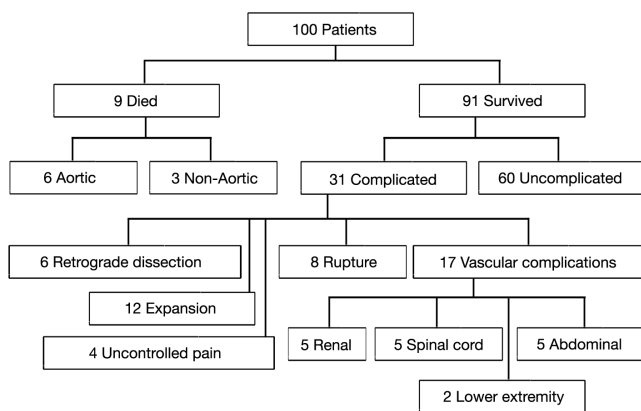 100 Patients
9 Died
91 Survived
6 Aortic
3 Non-Aortic
31 Complicated
60 Uncomplicated
6 Retrograde dissection
8 Rupture
17 Vascular complications
12 Expansion
4 Uncontrolled pain
5 Renal
5 Spinal cord
5 Abdominal
2 Lower extremity